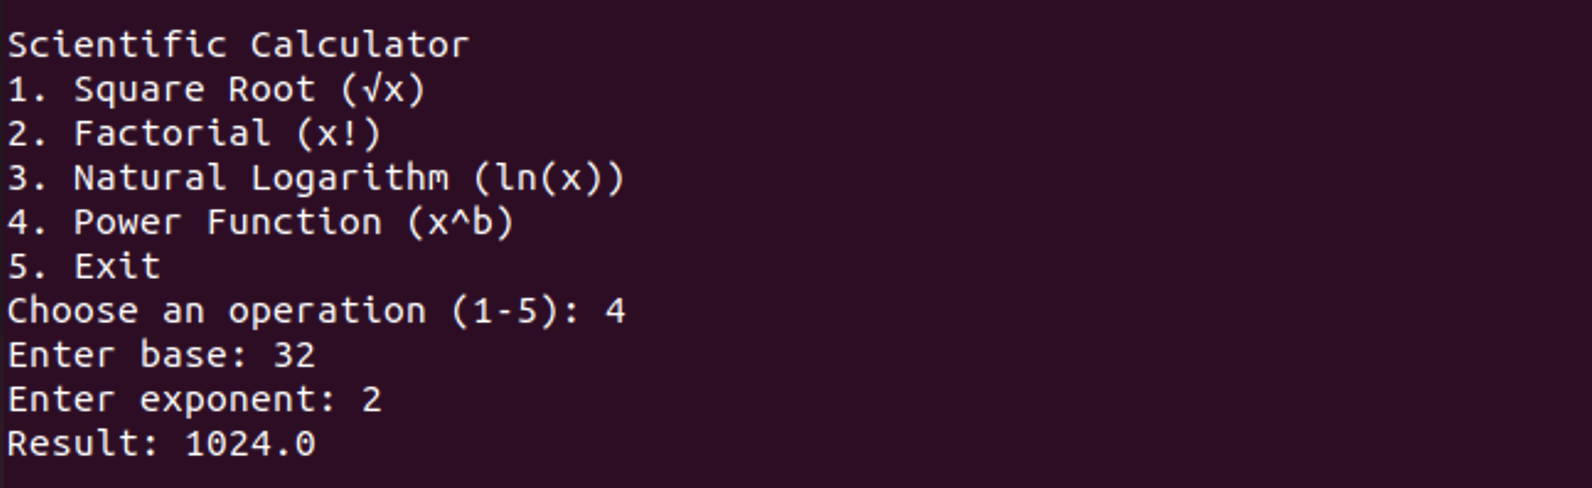 Scientific Calculator
1. Square Root (√x)
2. Factorial (x!)
3. Natural Logarithm (ln(x))
4. Power Function (x^b)
5. Exit
Choose an operation (1-5): 4
Enter base: 32
Enter exponent: 2
Result: 1024.0